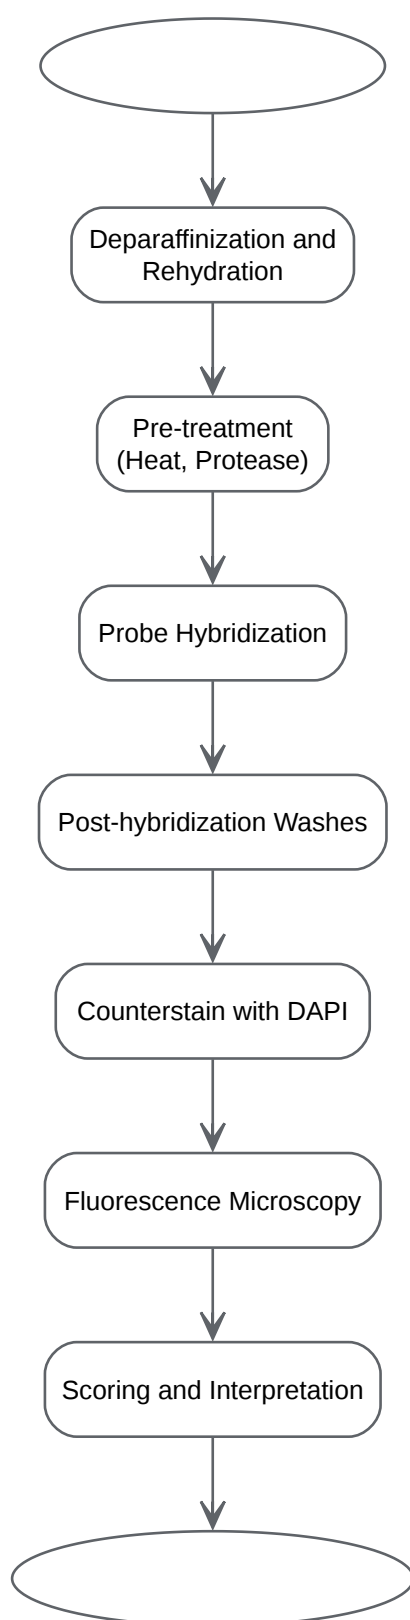 Deparaffinization and
Rehydration
Pre-treatment
(Heat, Protease)
Probe Hybridization
Post-hybridization Washes
Counterstain with DAPI
Fluorescence Microscopy
Scoring and Interpretation